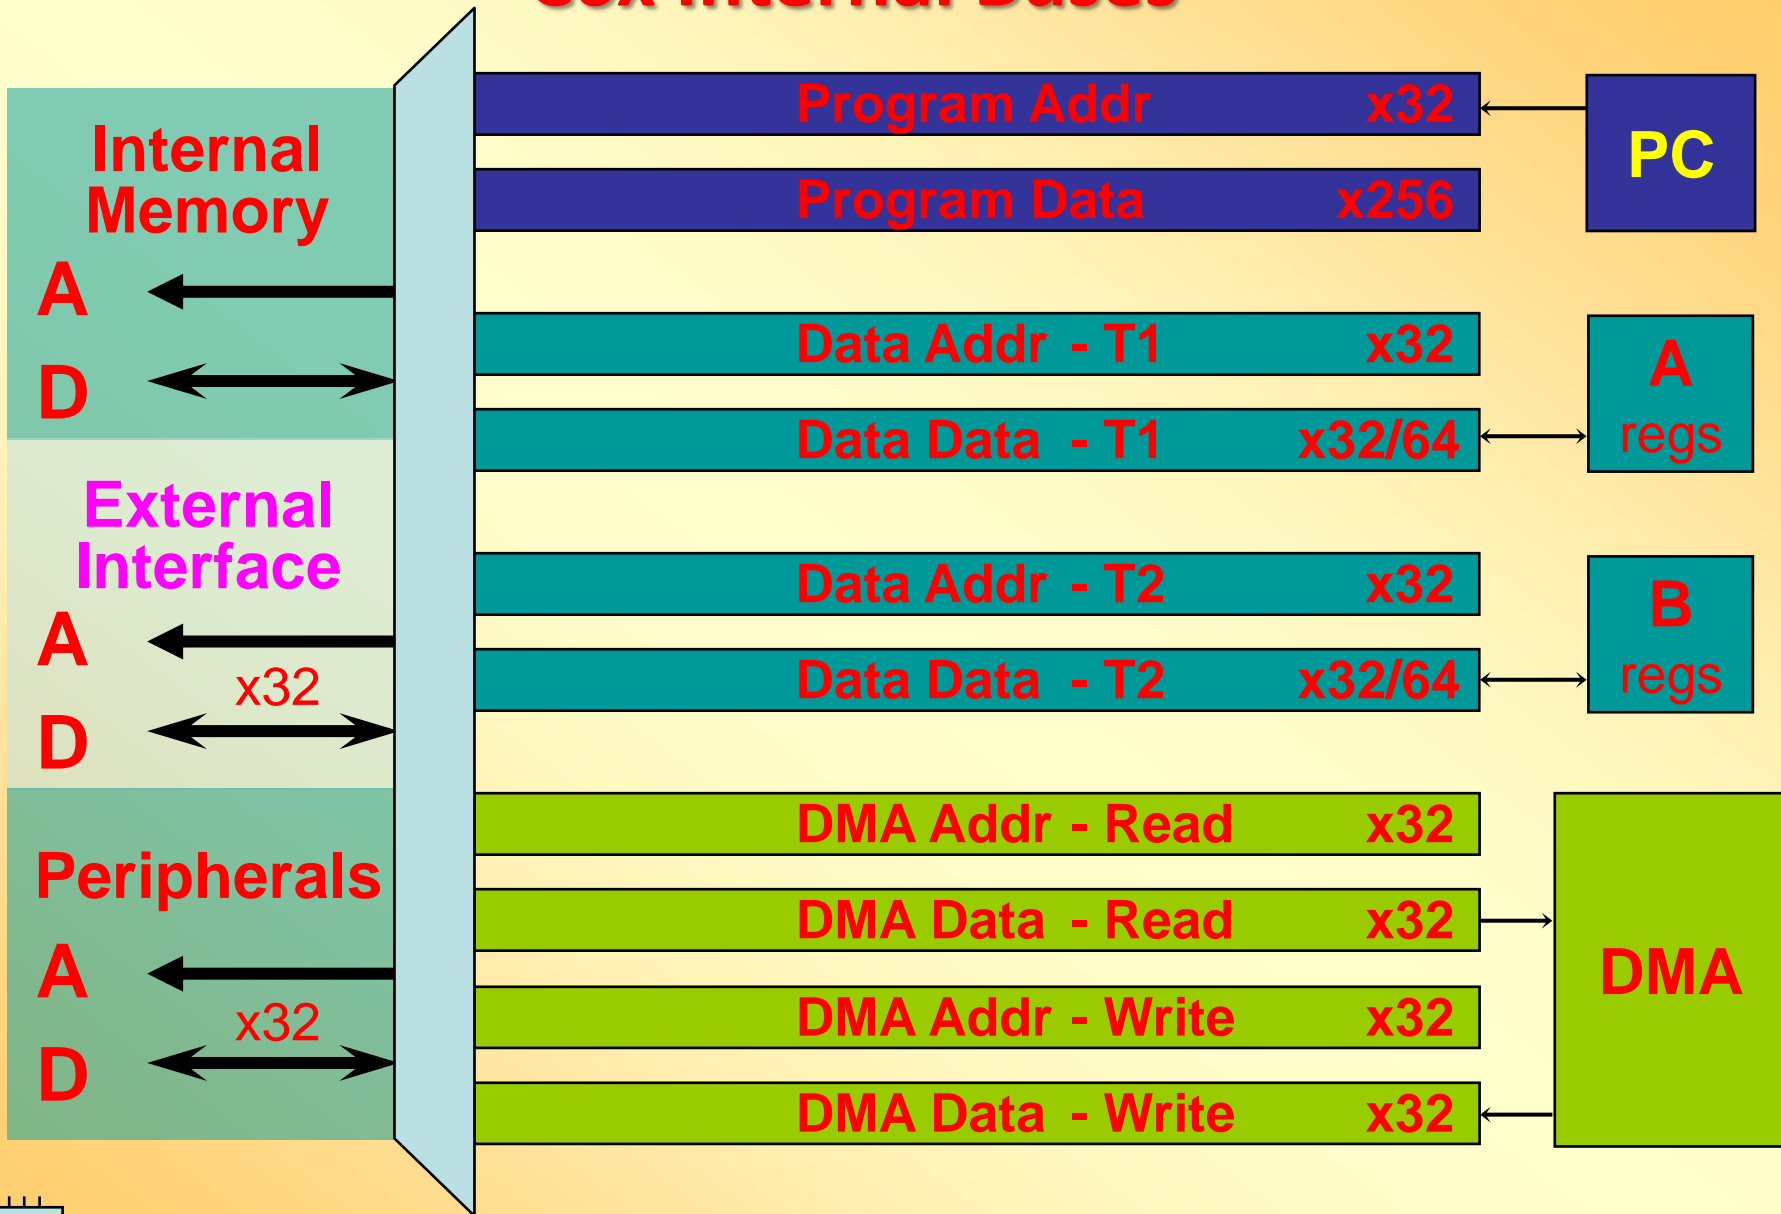 Internal Buses
Internal
Memory
A
D
External
Interface
A
x32
D
Peripherals
A
x32
D
Program Addr x32
Program Data x256
Data Addr - T1 x32
Data Data - T1 x32/64
Data Addr - T2 x32
Data Data - T2 x32/64
DMA Addr - Read x32
DMA Data - Read x32
DMA Addr - Write x32
DMA Data - Write x32
PC
A
regs
B
regs
DMA